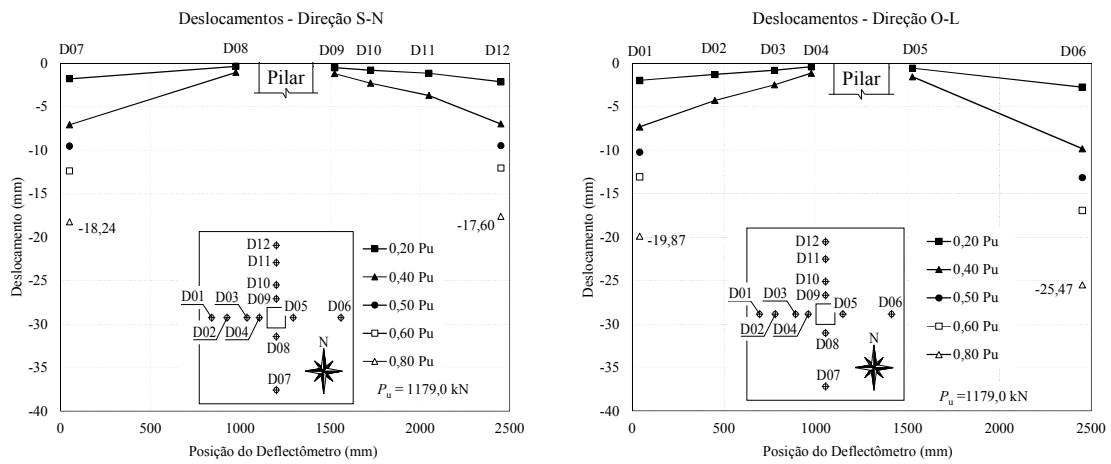 Deslocamentos - Direção S-N
D07 D08 D09 D10 D11 D12
0
-5
-10
-15
-20
-25
-30
-35
-40
Deslocamento (mm)
Pilar
-18,24
-17,60
D12
D11
D10
D09
D01 D03 D05 D06
D02 D04
D08
D07
N
0,20 Pu
0,40 Pu
0,50 Pu
0,60 Pu
0,80 Pu
Pu = 1179,0 kN
0 500 1000 1500 2000 2500
Posição do Deflectômetro (mm)
Deslocamentos - Direção O-L
D01 D02 D03 D04 D05 D06
0
-5
-10
-15
-20
-25
-30
-35
-40
Deslocamento (mm)
Pilar
-19,87
-25,47
D12
D11
D10
D09
D01 D03 D05 D06
D02 D04
D08
D07
N
0,20 Pu
0,40 Pu
0,50 Pu
0,60 Pu
0,80 Pu
Pu =1179,0 kN
0 500 1000 1500 2000 2500
Posição do Deflectômetro (mm)